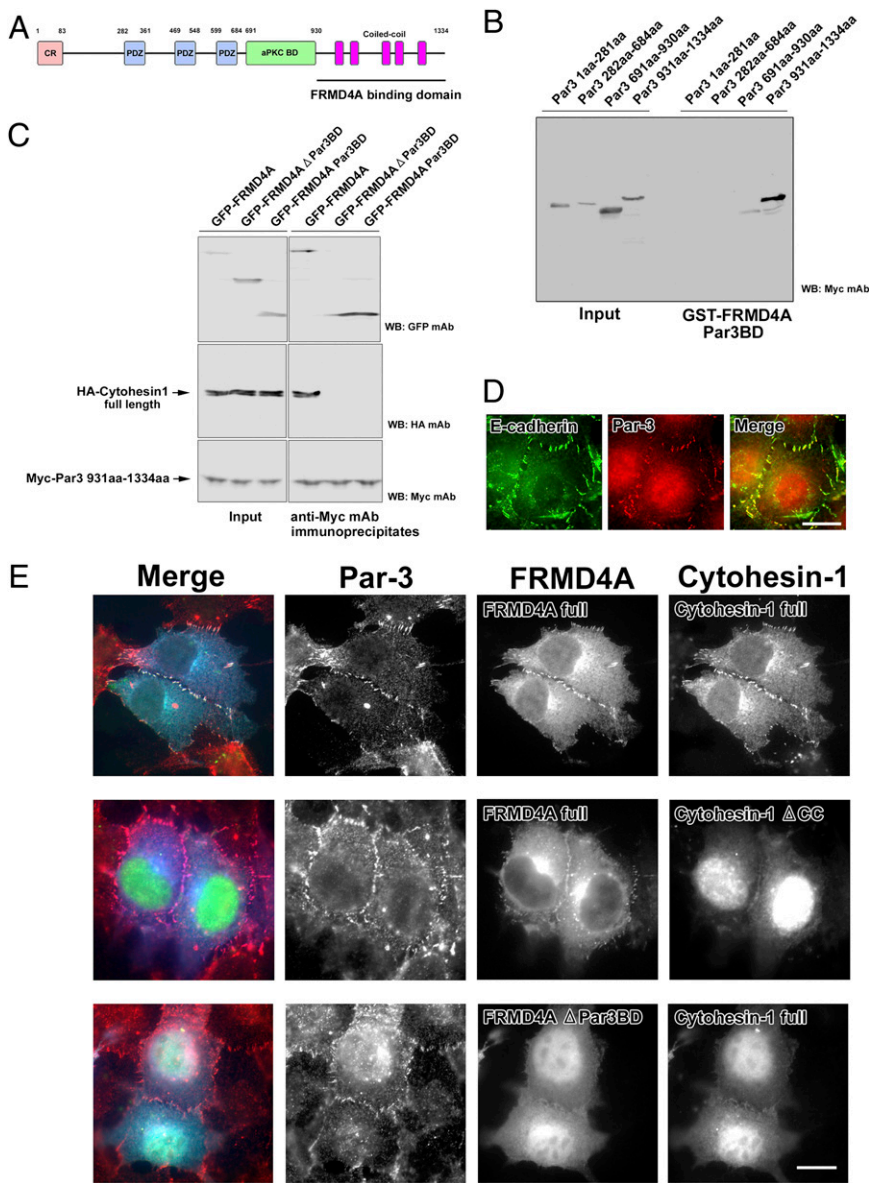 A
1 83 282 361 469 548 599 684 691 930 1334
CR PDZ PDZ PDZ aPKC BD Coiled-coil
FRMD4A binding domain
B
Par3 1aa-281aa
Par3 282aa-684aa
Par3 691aa-930aa
Par3 931aa-1334aa
Par3 1aa-281aa
Par3 282aa-684aa
Par3 691aa-930aa
Par3 931aa-1334aa
WB: Myc mAb
Input
GST-FRMD4A
Par3BD
C
GFP-FRMD4A
GFP-FRMD4A Δ Par3BD
GFP-FRMD4A Par3BD
GFP-FRMD4A
GFP-FRMD4A Δ Par3BD
GFP-FRMD4A Par3BD
WB: GFP mAb
HA-Cytohesin1
full length
WB: HA mAb
Myc-Par3 931aa-1334aa
WB: Myc mAb
Input
anti-Myc mAb
immunoprecipitates
D
E-cadherin Par-3 Merge
E
Merge Par-3 FRMD4A Cytohesin-1
FRMD4A full Cytohesin-1 full
FRMD4A full Cytohesin-1 ΔCC
FRMD4A ΔPar3BD Cytohesin-1 full